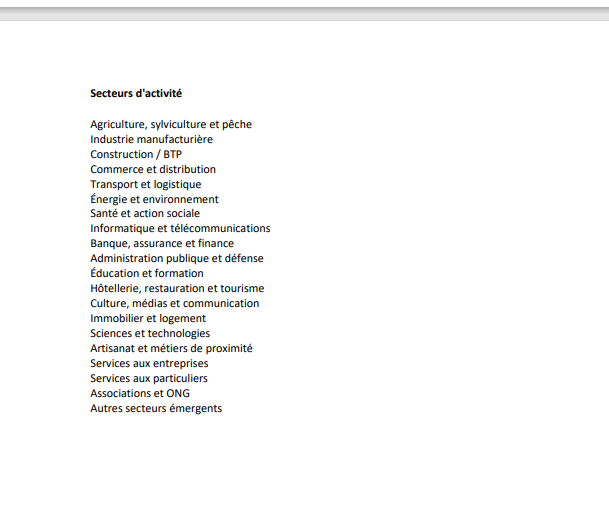 Secteurs d'activité
Agriculture, sylviculture et pêche
Industrie manufacturière
Construction / BTP
Commerce et distribution
Transport et logistique
Énergie et environnement
Santé et action sociale
Informatique et télécommunications
Banque, assurance et finance
Administration publique et défense
Éducation et formation
Hôtellerie, restauration et tourisme
Culture, médias et communication
Immobilier et logement
Sciences et technologies
Artisanat et métiers de proximité
Services aux entreprises
Services aux particuliers
Associations et ONG
Autres secteurs émergents